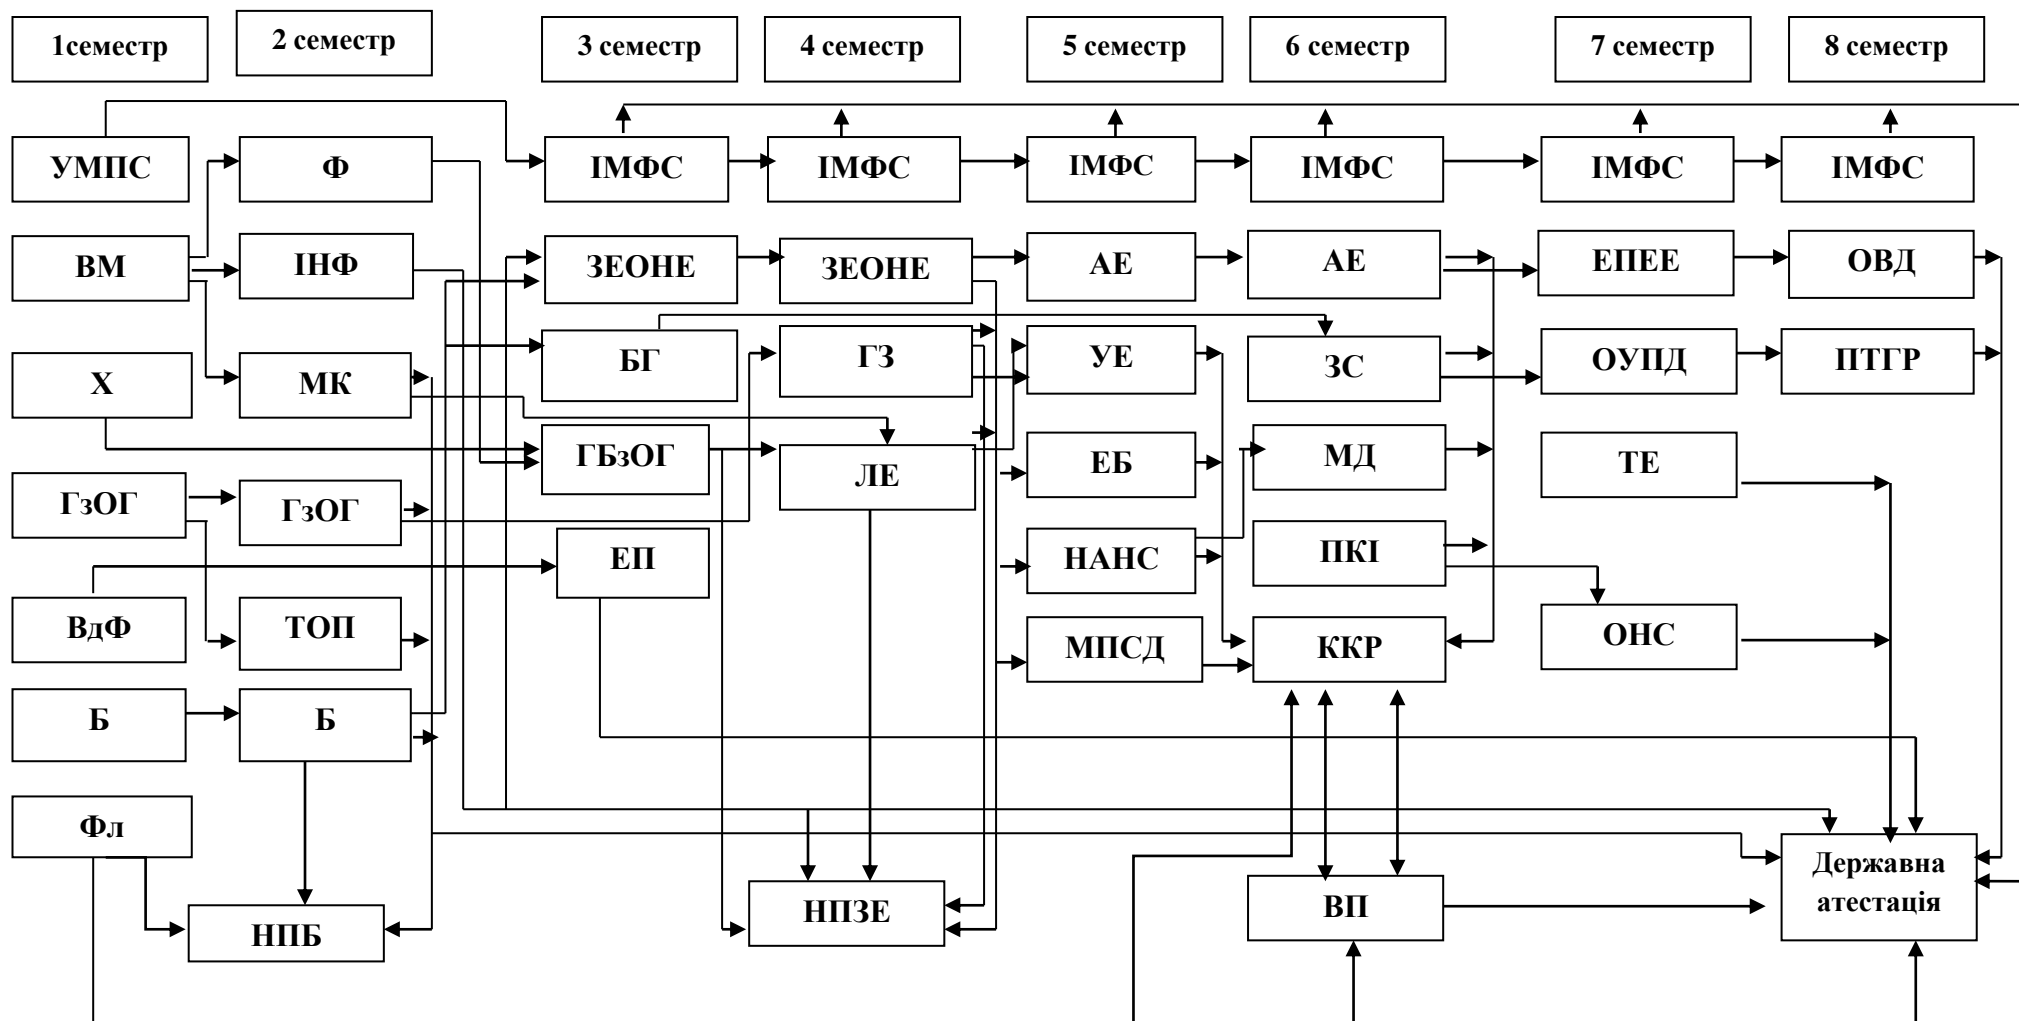 1семестр
2 семестр
3 семестр
4 семестр
5 семестр
6 семестр
7 семестр
8 семестр
УМПС
Ф
ІМФС
ІМФС
ІМФС
ІМФС
ІМФС
ІМФС
ВМ
ІНФ
ЗЕОНЕ
ЗЕОНЕ
АЕ
АЕ
ЕПЕЕ
ОВД
Х
МК
БГ
ГЗ
УЕ
ЗС
ОУПД
ПТГР
ГБзОГ
ЛЕ
ЕБ
МД
ТЕ
ГзОГ
ГзОГ
ЕП
НАНС
ПКІ
ВдФ
ТОП
МПСД
ККР
ОНС
Б
Б
Фл
НПБ
НПЗЕ
ВП
Державна
атестація